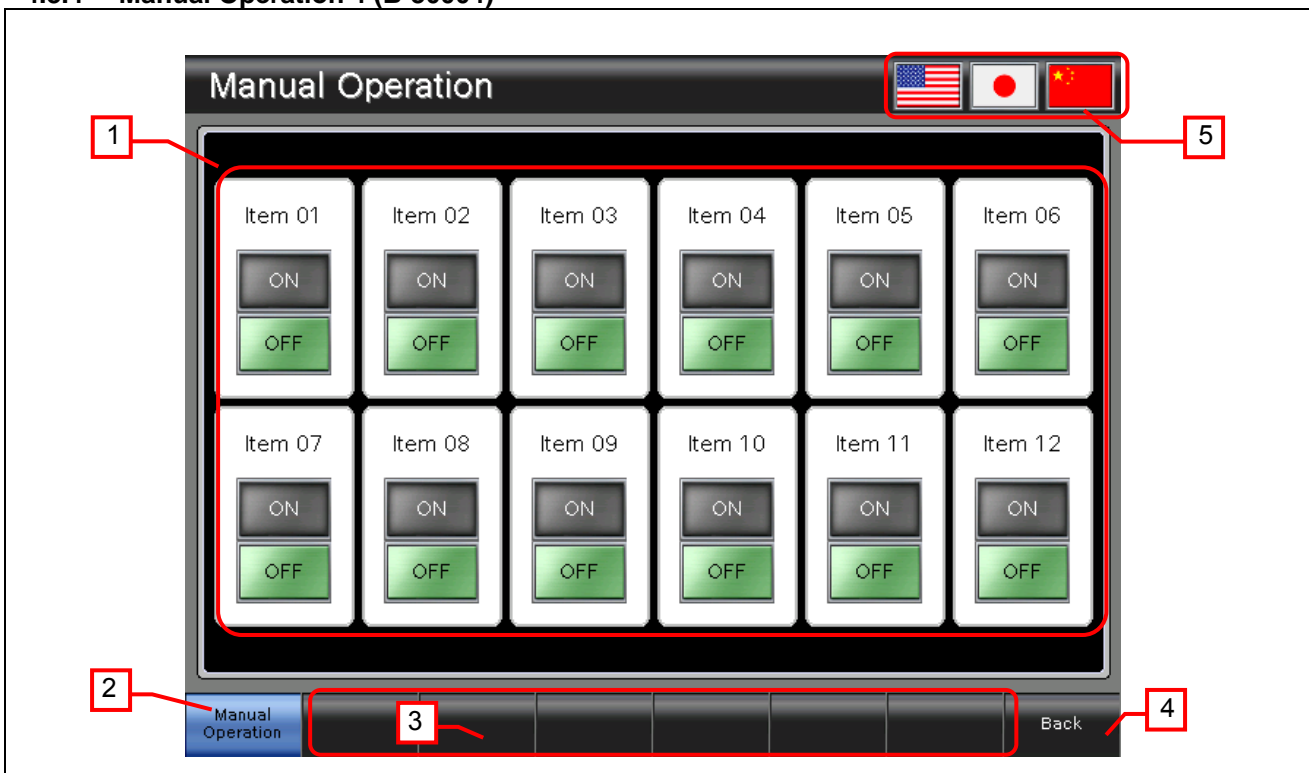 Manual Operation
1
5
Item 01 Item 02 Item 03 Item 04 Item 05 Item 06
ON ON ON ON ON ON
OFF OFF OFF OFF OFF OFF
Item 07 Item 08 Item 09 Item 10 Item 11 Item 12
ON ON ON ON ON ON
OFF OFF OFF OFF OFF OFF
2
Manual
Operation
3
Back
4